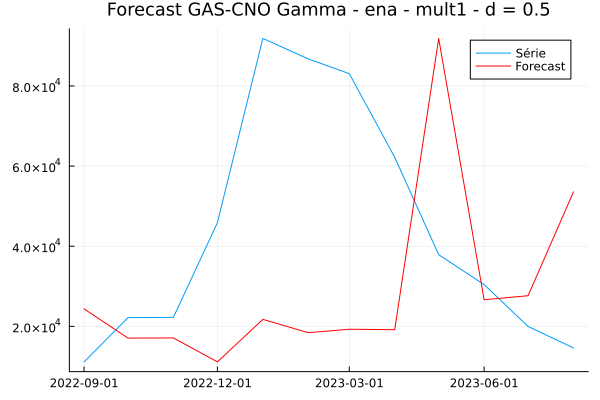 Forecast GAS-CNO Gamma - ena - mult1 - d = 0.5
Série
Forecast
8.0×10⁴
6.0×10⁴
4.0×10⁴
2.0×10⁴
2022-09-01 2022-12-01 2023-03-01 2023-06-01